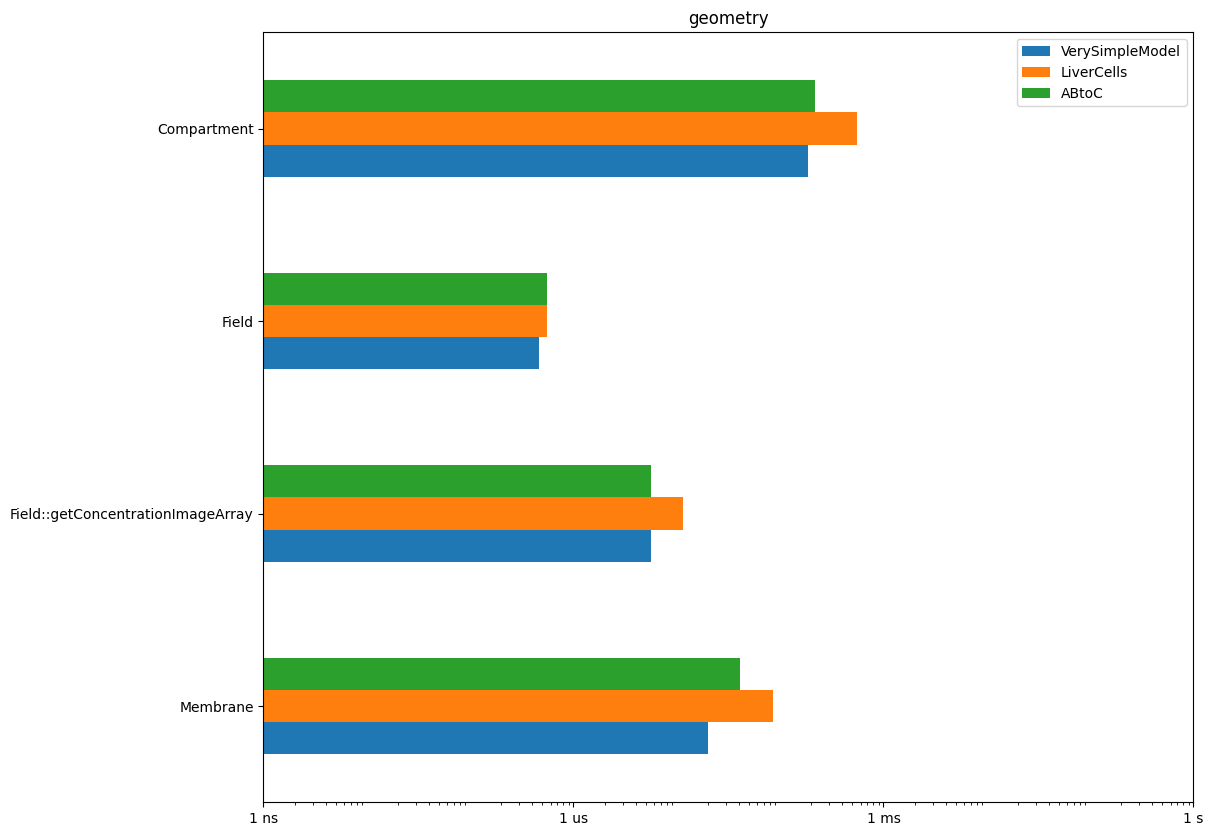 geometry
VerySimpleModel
LiverCells
ABtoC
Compartment
Field
Field::getConcentrationImageArray
Membrane
1 ns
1 us
1 ms
1 s